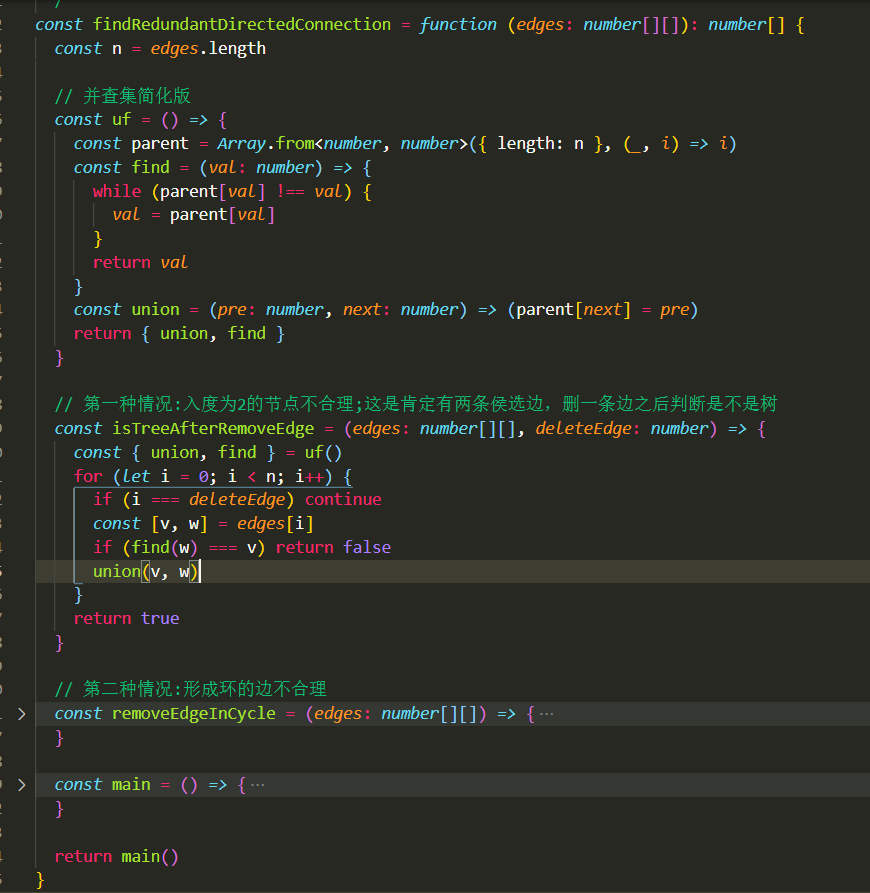 /
const findRedundantDirectedConnection = function (edges: number[][]): number[] {
const n = edges.length
// 并查集简化版
const uf = () => {
const parent = Array.from<number, number>({ length: n }, (_, i) => i)
const find = (val: number) => {
while (parent[val] !== val) {
val = parent[val]
}
return val
}
const union = (pre: number, next: number) => (parent[next] = pre)
return { union, find }
}
// 第一种情况:入度为2的节点不合理;这是肯定有两条侯选边，删一条边之后判断是不是树
const isTreeAfterRemoveEdge = (edges: number[][], deleteEdge: number) => {
const { union, find } = uf()
for (let i = 0; i < n; i++) {
if (i === deleteEdge) continue
const [v, w] = edges[i]
if (find(w) === v) return false
union(v, w)
}
return true
}
// 第二种情况:形成环的边不合理
const removeEdgeInCycle = (edges: number[][]) => {···
}
const main = () => {···
}
return main()
}